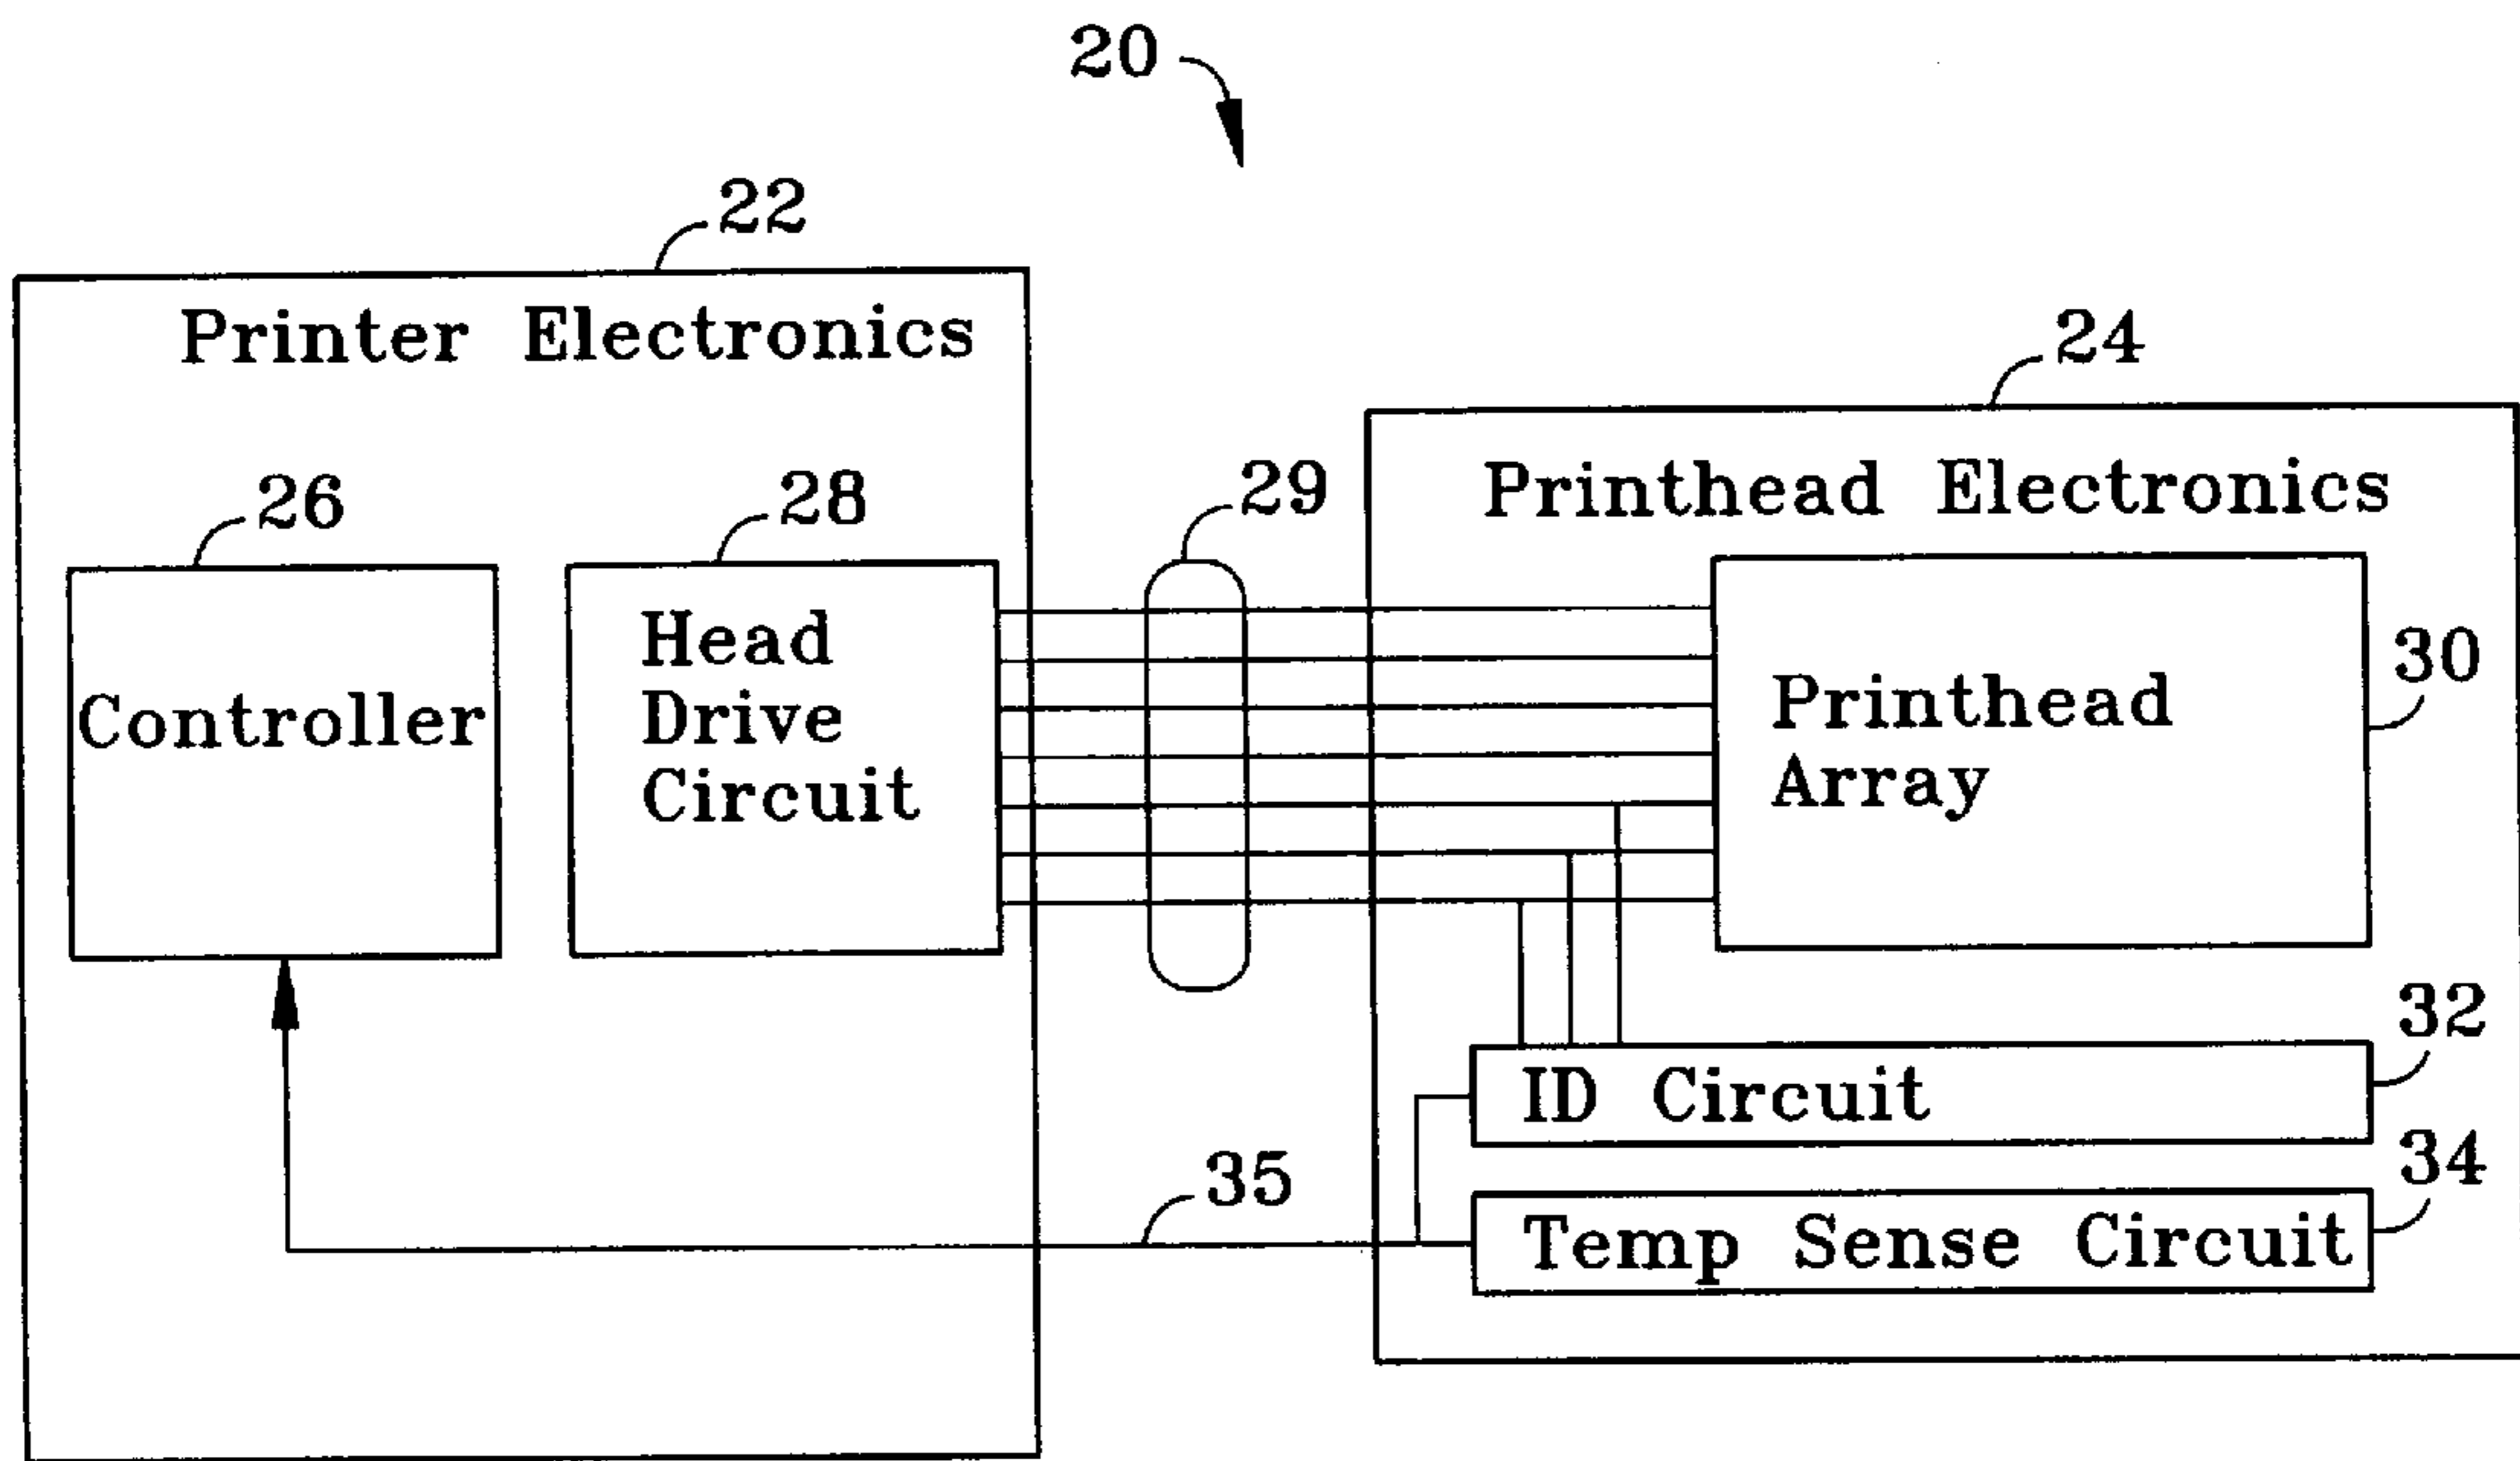 20
22
Printer Electronics
24
26
28
29
Printhead Electronics
Controller
Head
Drive
Circuit
Printhead
Array
30
32
ID Circuit
35
34
Temp Sense Circuit